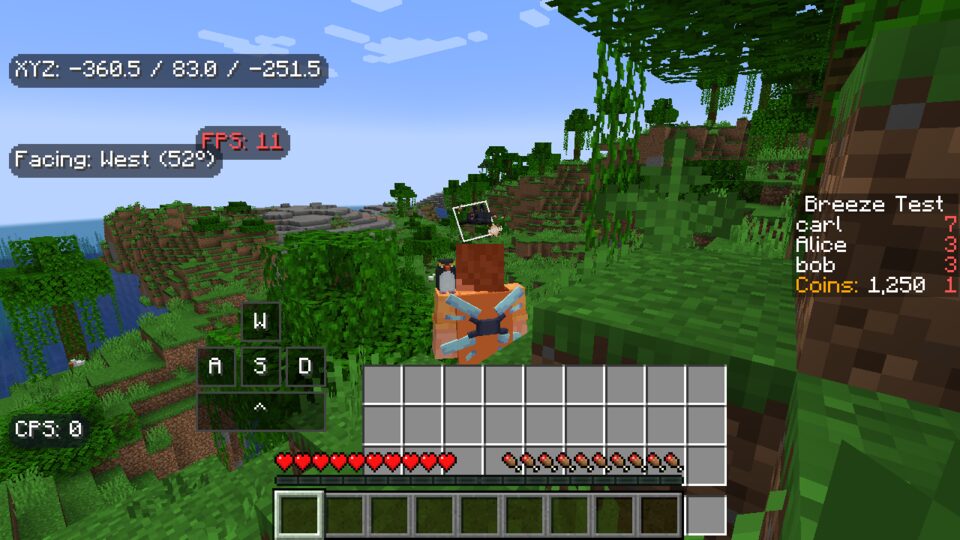 XYZ: -360.5 / 83.0 / -251.5
FPS: 11
Facing: West (52°)
Breeze Test
carl 7
Alice 3
bob 3
Coins: 1,250 1
W
A S D
^
CPS: 0